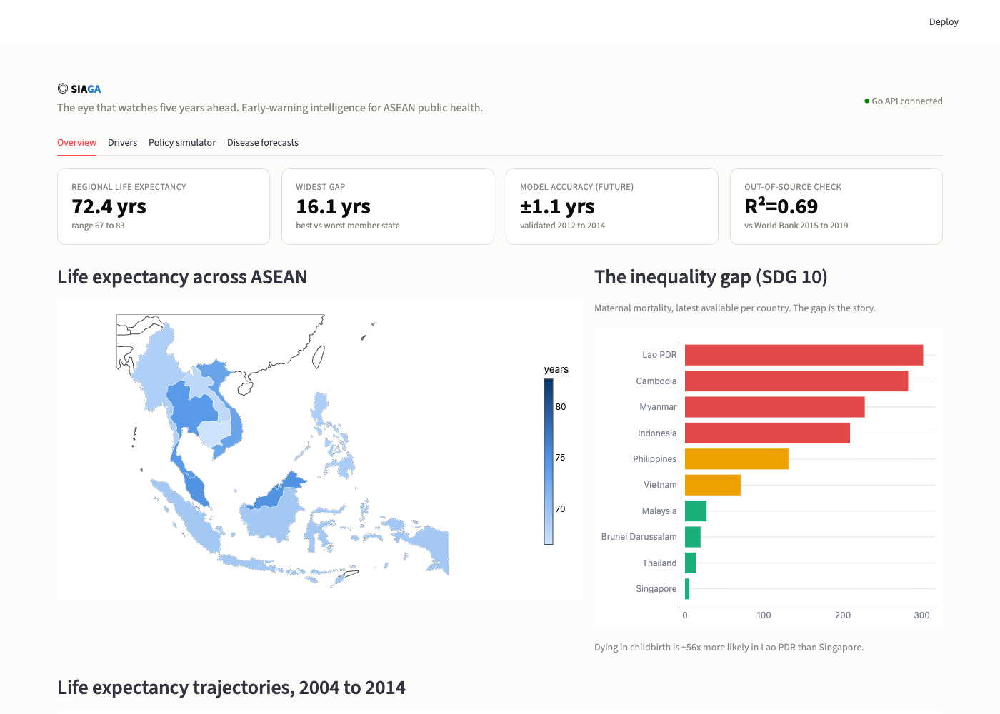 Deploy
SIAGA
The eye that watches five years ahead. Early-warning intelligence for ASEAN public health.
Go API connected
Overview
Drivers
Policy simulator
Disease forecasts
REGIONAL LIFE EXPECTANCY
72.4 yrs
range 67 to 83
WIDEST GAP
16.1 yrs
best vs worst member state
MODEL ACCURACY (FUTURE)
±1.1 yrs
validated 2012 to 2014
OUT-OF-SOURCE CHECK
R²=0.69
vs World Bank 2015 to 2019
Life expectancy across ASEAN
years
80
75
70
The inequality gap (SDG 10)
Maternal mortality, latest available per country. The gap is the story.
Lao PDR
Cambodia
Myanmar
Indonesia
Philippines
Vietnam
Malaysia
Brunei Darussalam
Thailand
Singapore
0 100 200 300
Dying in childbirth is ~56x more likely in Lao PDR than Singapore.
Life expectancy trajectories, 2004 to 2014